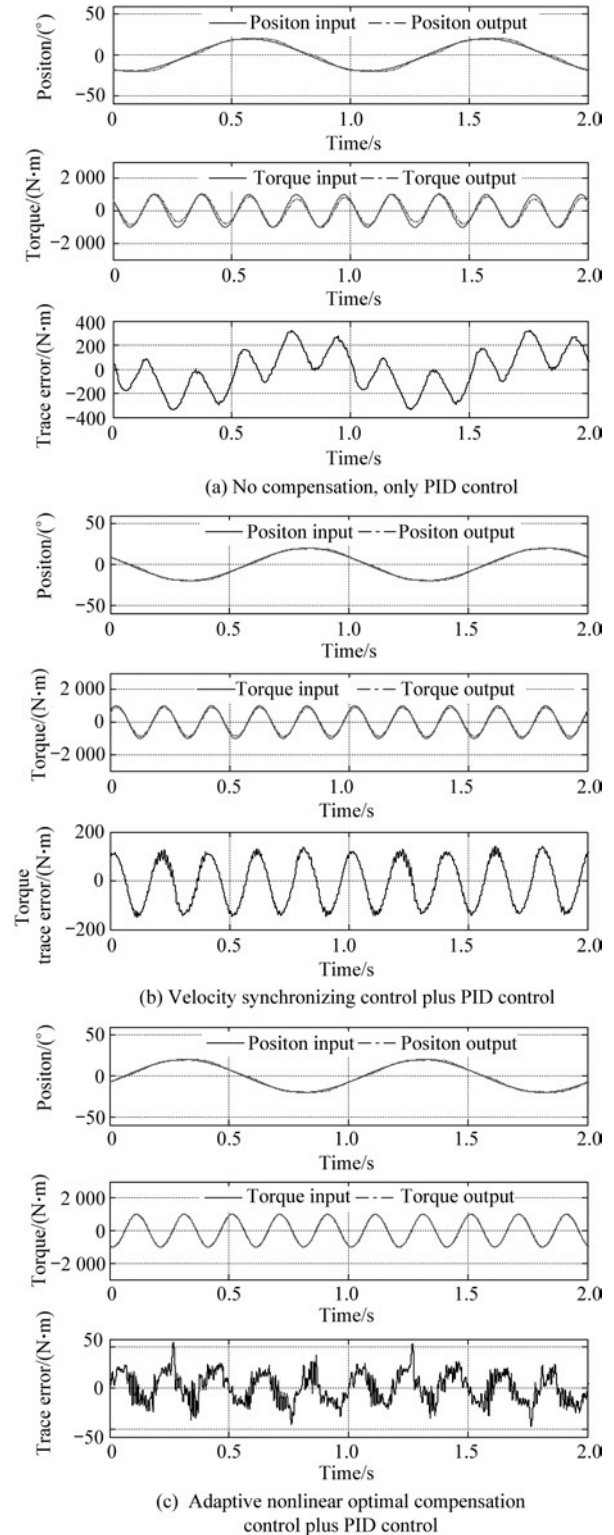 Positon input Positon output
Positon/(°)
50
0
−50
0 0.5 1.0 1.5 2.0
Time/s
Torque input Torque output
Torque/(N·m)
2 000
0
−2 000
0 0.5 1.0 1.5 2.0
Time/s
Trace error/(N·m)
400
200
0
−200
−400
0 0.5 1.0 1.5 2.0
Time/s
(a) No compensation, only PID control
Positon input Positon output
Positon/(°)
50
0
−50
0 0.5 1.0 1.5 2.0
Time/s
Torque input Torque output
Torque/(N·m)
2 000
0
−2 000
0 0.5 1.0 1.5 2.0
Time/s
Torque
trace error/(N·m)
200
0
−200
0 0.5 1.0 1.5 2.0
Time/s
(b) Velocity synchronizing control plus PID control
Positon input Positon output
Positon/(°)
50
0
−50
0 0.5 1.0 1.5 2.0
Time/s
Torque input Torque output
Torque/(N·m)
2 000
0
−2 000
0 0.5 1.0 1.5 2.0
Time/s
Trace error/(N·m)
50
0
−50
0 0.5 1.0 1.5 2.0
Time/s
(c) Adaptive nonlinear optimal compensation
control plus PID control